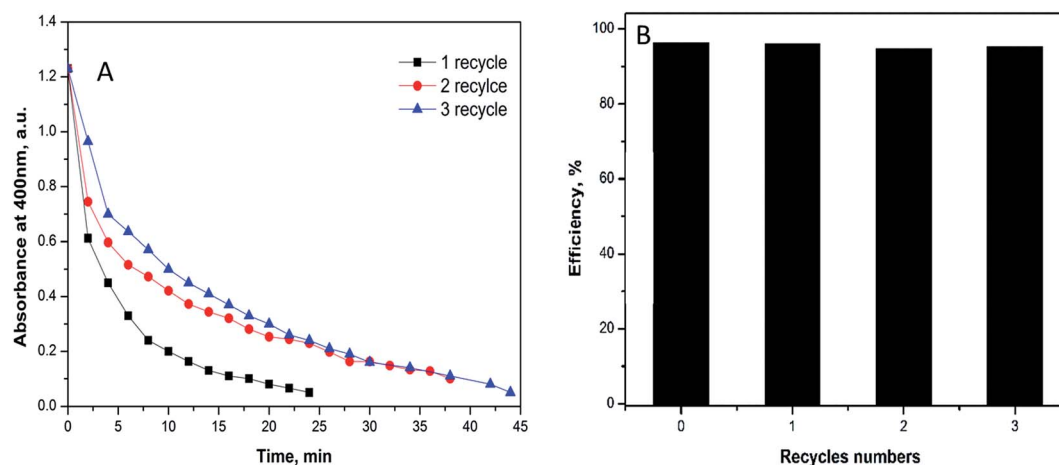 A
1 recycle
2 recylce
3 recycle
1.4
1.2
1.0
0.8
0.6
0.4
0.2
0.0
Absorbance at 400nm, a.u.
0 5 10 15 20 25 30 35 40 45
Time, min
B
100
80
60
40
20
0
Efficiency, %
0 1 2 3
Recycles numbers